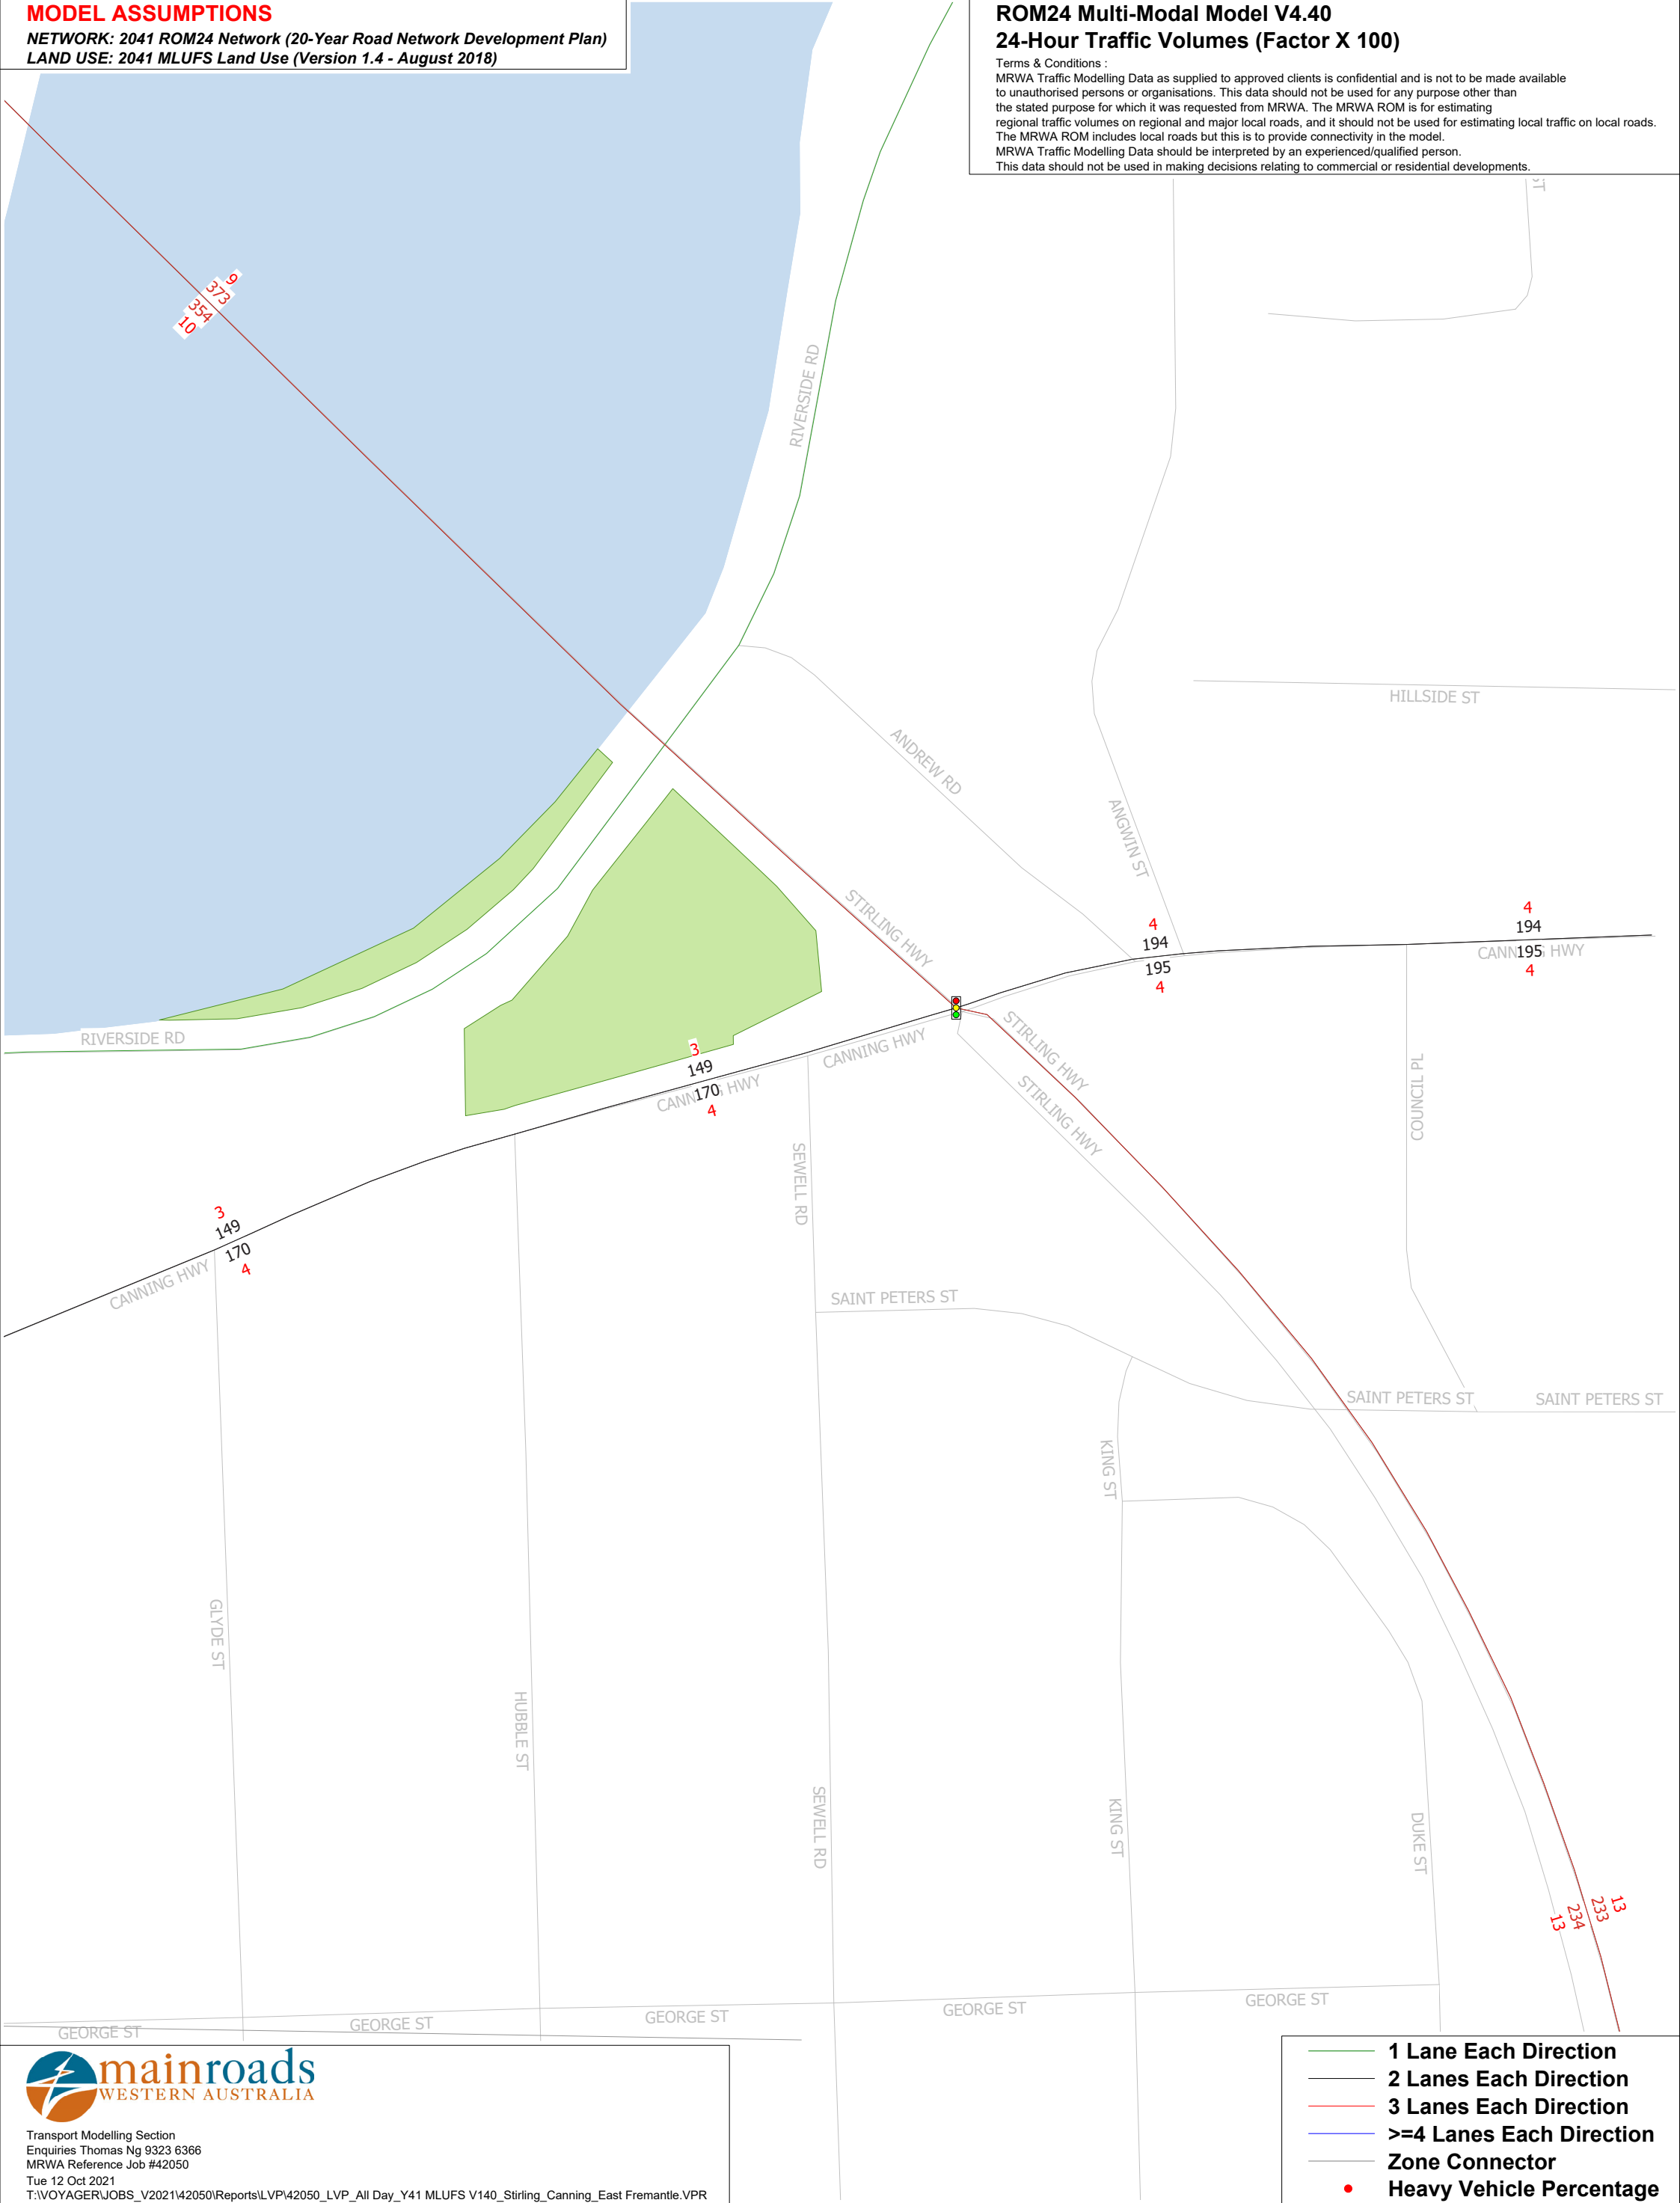 MODEL ASSUMPTIONS
NETWORK: 2041 ROM24 Network (20-Year Road Network Development Plan)
LAND USE: 2041 MLUFS Land Use (Version 1.4 - August 2018)
ROM24 Multi-Modal Model V4.40
24-Hour Traffic Volumes (Factor X 100)
Terms & Conditions :
MRWA Traffic Modelling Data as supplied to approved clients is confidential and is not to be made available
to unauthorised persons or organisations. This data should not be used for any purpose other than
the stated purpose for which it was requested from MRWA. The MRWA ROM is for estimating
regional traffic volumes on regional and major local roads, and it should not be used for estimating local traffic on local roads.
The MRWA ROM includes local roads but this is to provide connectivity in the model.
MRWA Traffic Modelling Data should be interpreted by an experienced/qualified person.
This data should not be used in making decisions relating to commercial or residential developments.
9
373
354
10
RIVERSIDE RD
HILLSIDE ST
ANDREW RD
ANGWIN ST
STIRLING HWY
4
194
195
4
4
194
195
CANNING HWY
4
RIVERSIDE RD
3
149
170
CANNING HWY
4
CANNING HWY
STIRLING HWY
STIRLING HWY
COUNCIL PL
SEWELL RD
3
149
170
4
CANNING HWY
SAINT PETERS ST
SAINT PETERS ST
SAINT PETERS ST
KING ST
GLYDE ST
HUBBLE ST
SEWELL RD
KING ST
DUKE ST
13
234
233
13
GEORGE ST
GEORGE ST
GEORGE ST
GEORGE ST
GEORGE ST
mainroads
WESTERN AUSTRALIA
Transport Modelling Section
Enquiries Thomas Ng 9323 6366
MRWA Reference Job #42050
Tue 12 Oct 2021
T:\VOYAGER\JOBS_V2021\42050\Reports\LVP\42050_LVP_All Day_Y41 MLUFS V140_Stirling_Canning_East Fremantle.VPR
1 Lane Each Direction
2 Lanes Each Direction
3 Lanes Each Direction
>=4 Lanes Each Direction
Zone Connector
Heavy Vehicle Percentage